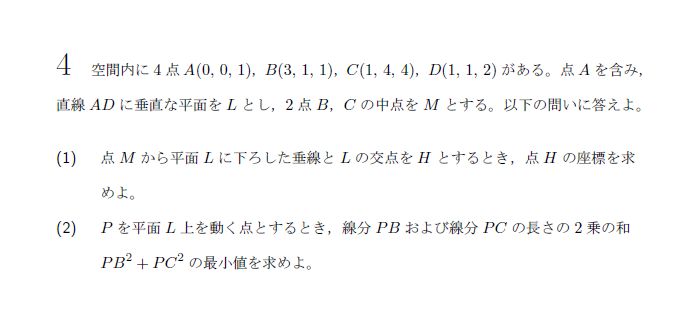 4 空間内に 4 点 A(0, 0, 1), B(3, 1, 1), C(1, 4, 4), D(1, 1, 2) がある。点 A を含み,
直線 AD に垂直な平面を L とし, 2 点 B, C の中点を M とする。以下の問いに答えよ。
(1) 点 M から平面 L に下ろした垂線と L の交点を H とするとき, 点 H の座標を求
めよ。
(2) P を平面 L 上を動く点とするとき, 線分 PB および線分 PC の長さの 2 乗の和
PB² + PC² の最小値を求めよ。